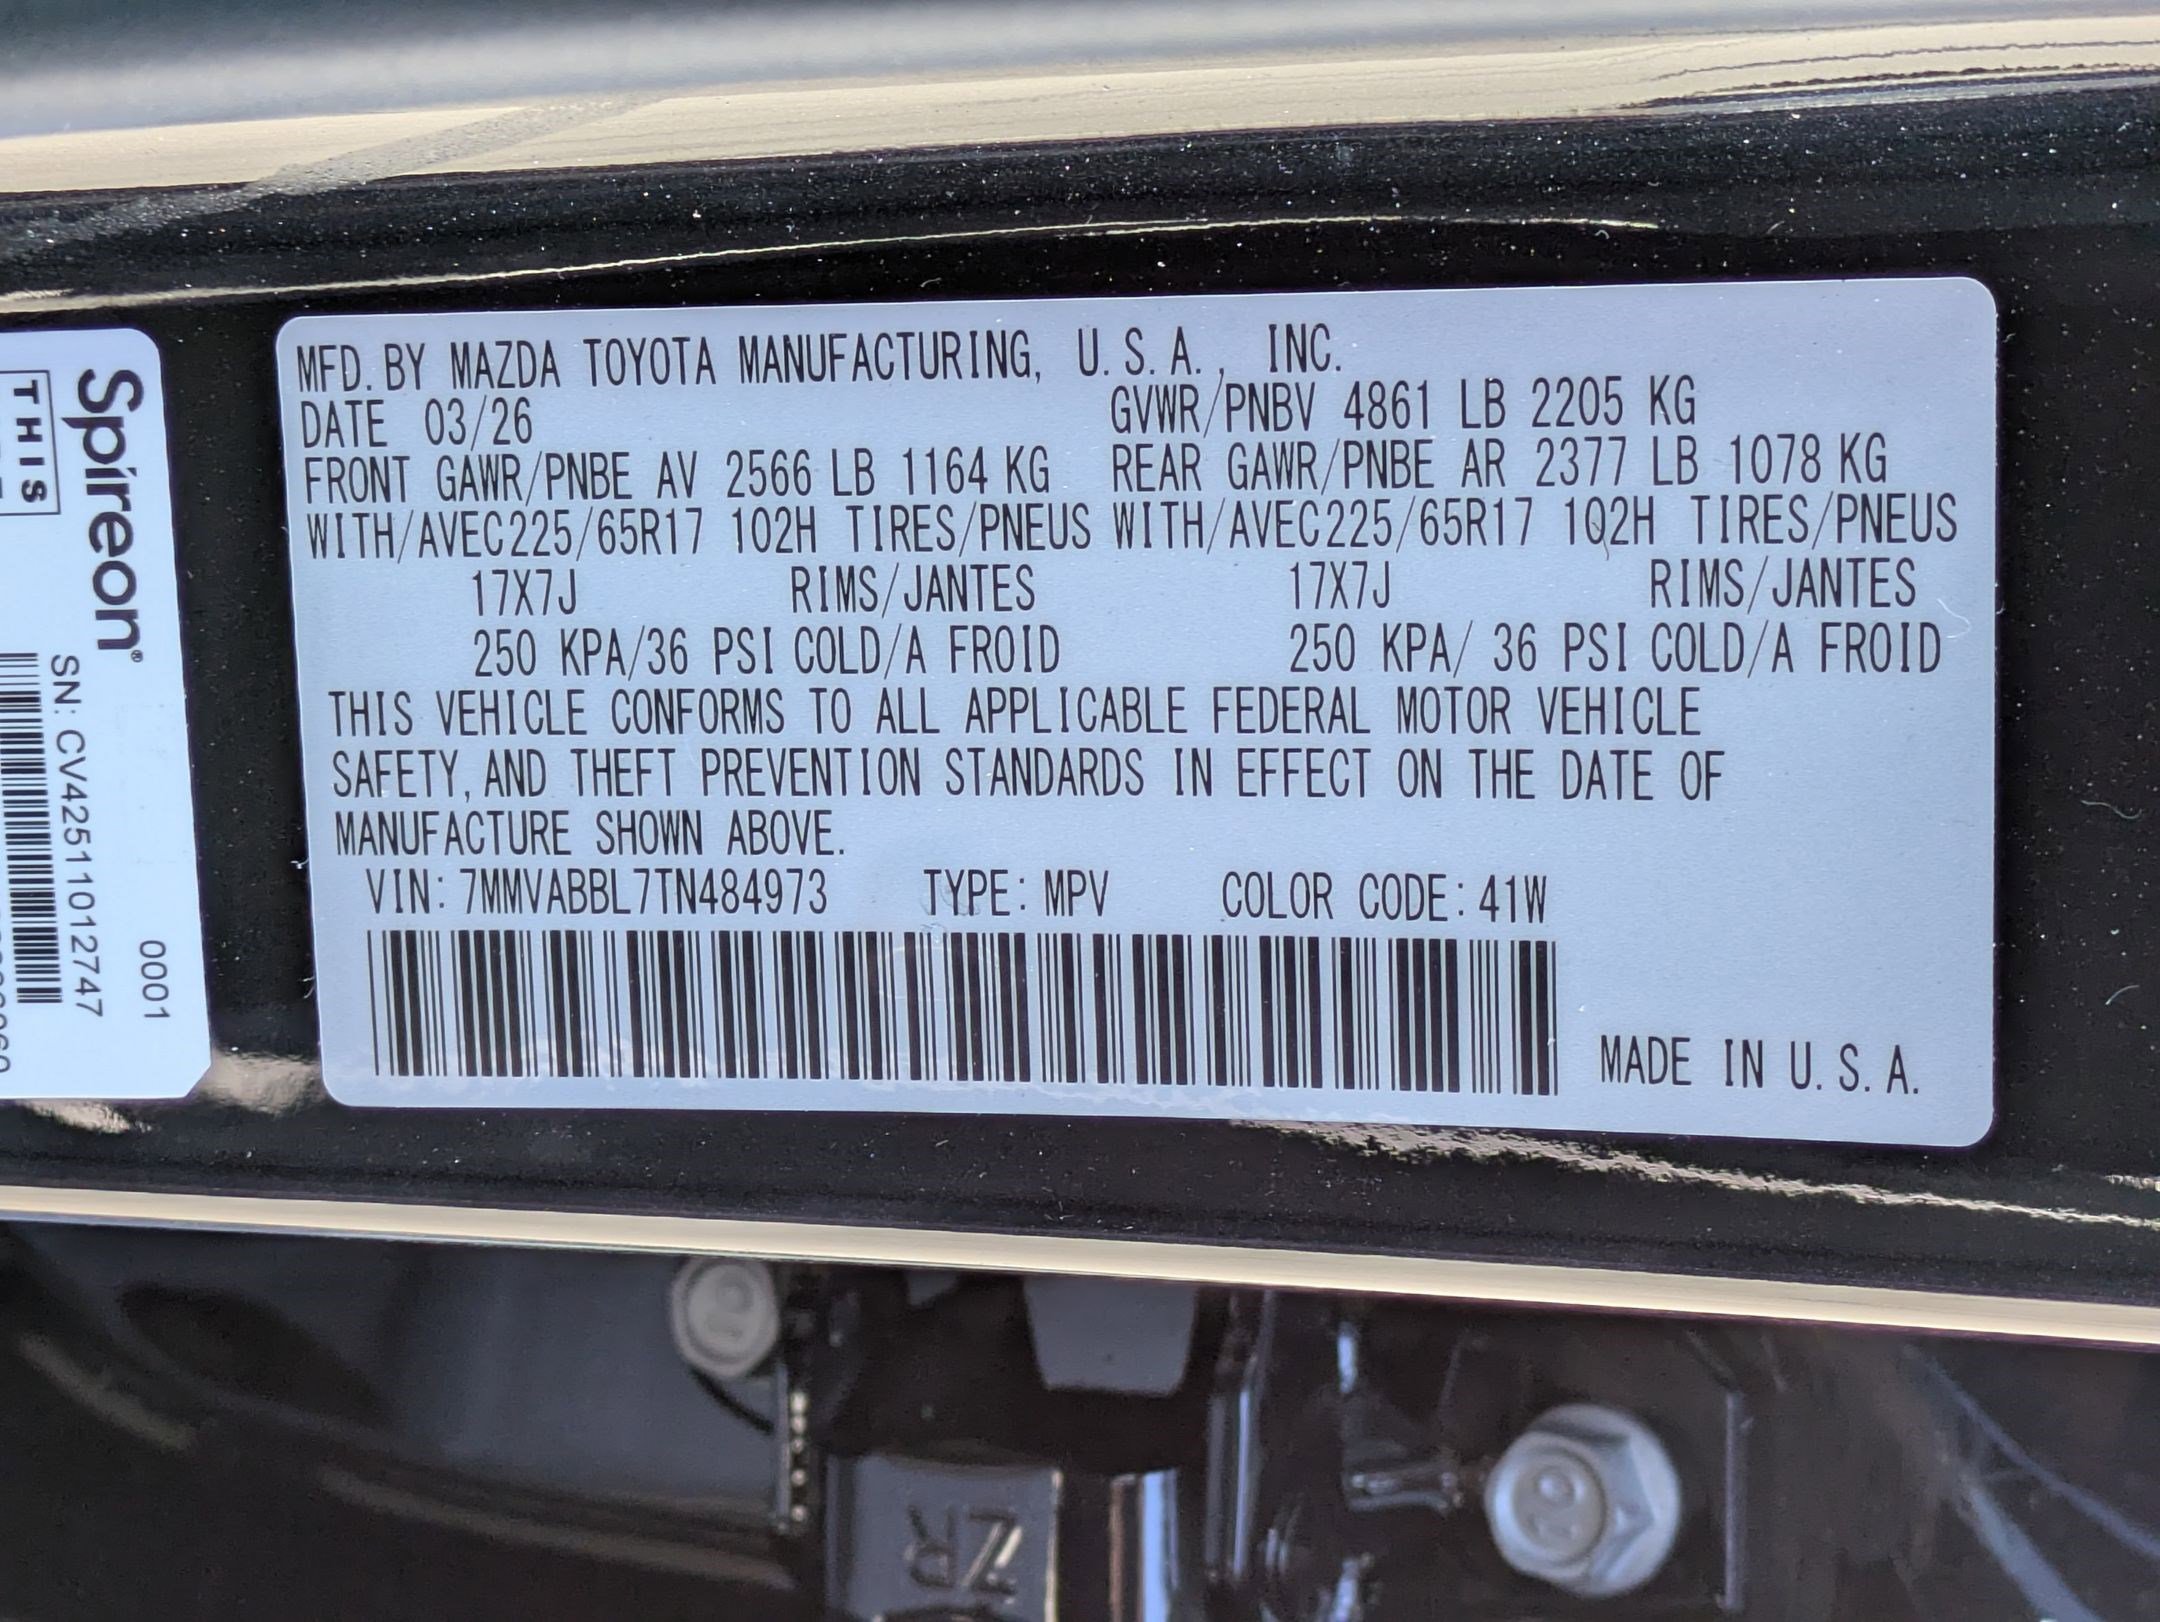 MFD. BY MAZDA TOYOTA MANUFACTURING, U.S.A., INC.
DATE 03/26 GVWR/PNBV 4861 LB 2205 KG
FRONT GAWR/PNBE AV 2566 LB 1164 KG REAR GAWR/PNBE AR 2377 LB 1078 KG
WITH/AVEC225/65R17 102H TIRES/PNEUS WITH/AVEC225/65R17 102H TIRES/PNEUS
17X7J RIMS/JANTES 17X7J RIMS/JANTES
250 KPA/36 PSI COLD/A FROID 250 KPA/ 36 PSI COLD/A FROID
THIS VEHICLE CONFORMS TO ALL APPLICABLE FEDERAL MOTOR VEHICLE
SAFETY, AND THEFT PREVENTION STANDARDS IN EFFECT ON THE DATE OF
MANUFACTURE SHOWN ABOVE.
VIN: 7MMVABBL7TN484973 TYPE: MPV COLOR CODE: 41W
MADE IN U.S.A.
Spireon®
THIS
SN: CV42511012747
0001
10
10
ZR